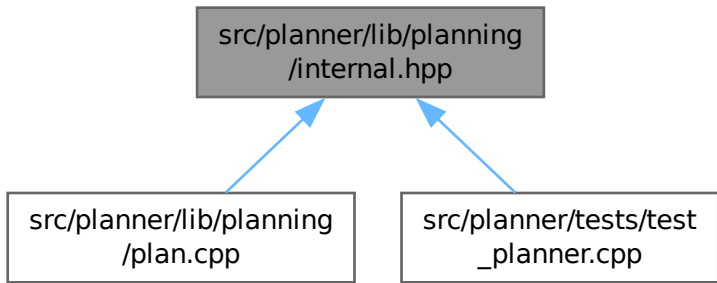 src/planner/lib/planning
/internal.hpp
src/planner/lib/planning
/plan.cpp
src/planner/tests/test
_planner.cpp